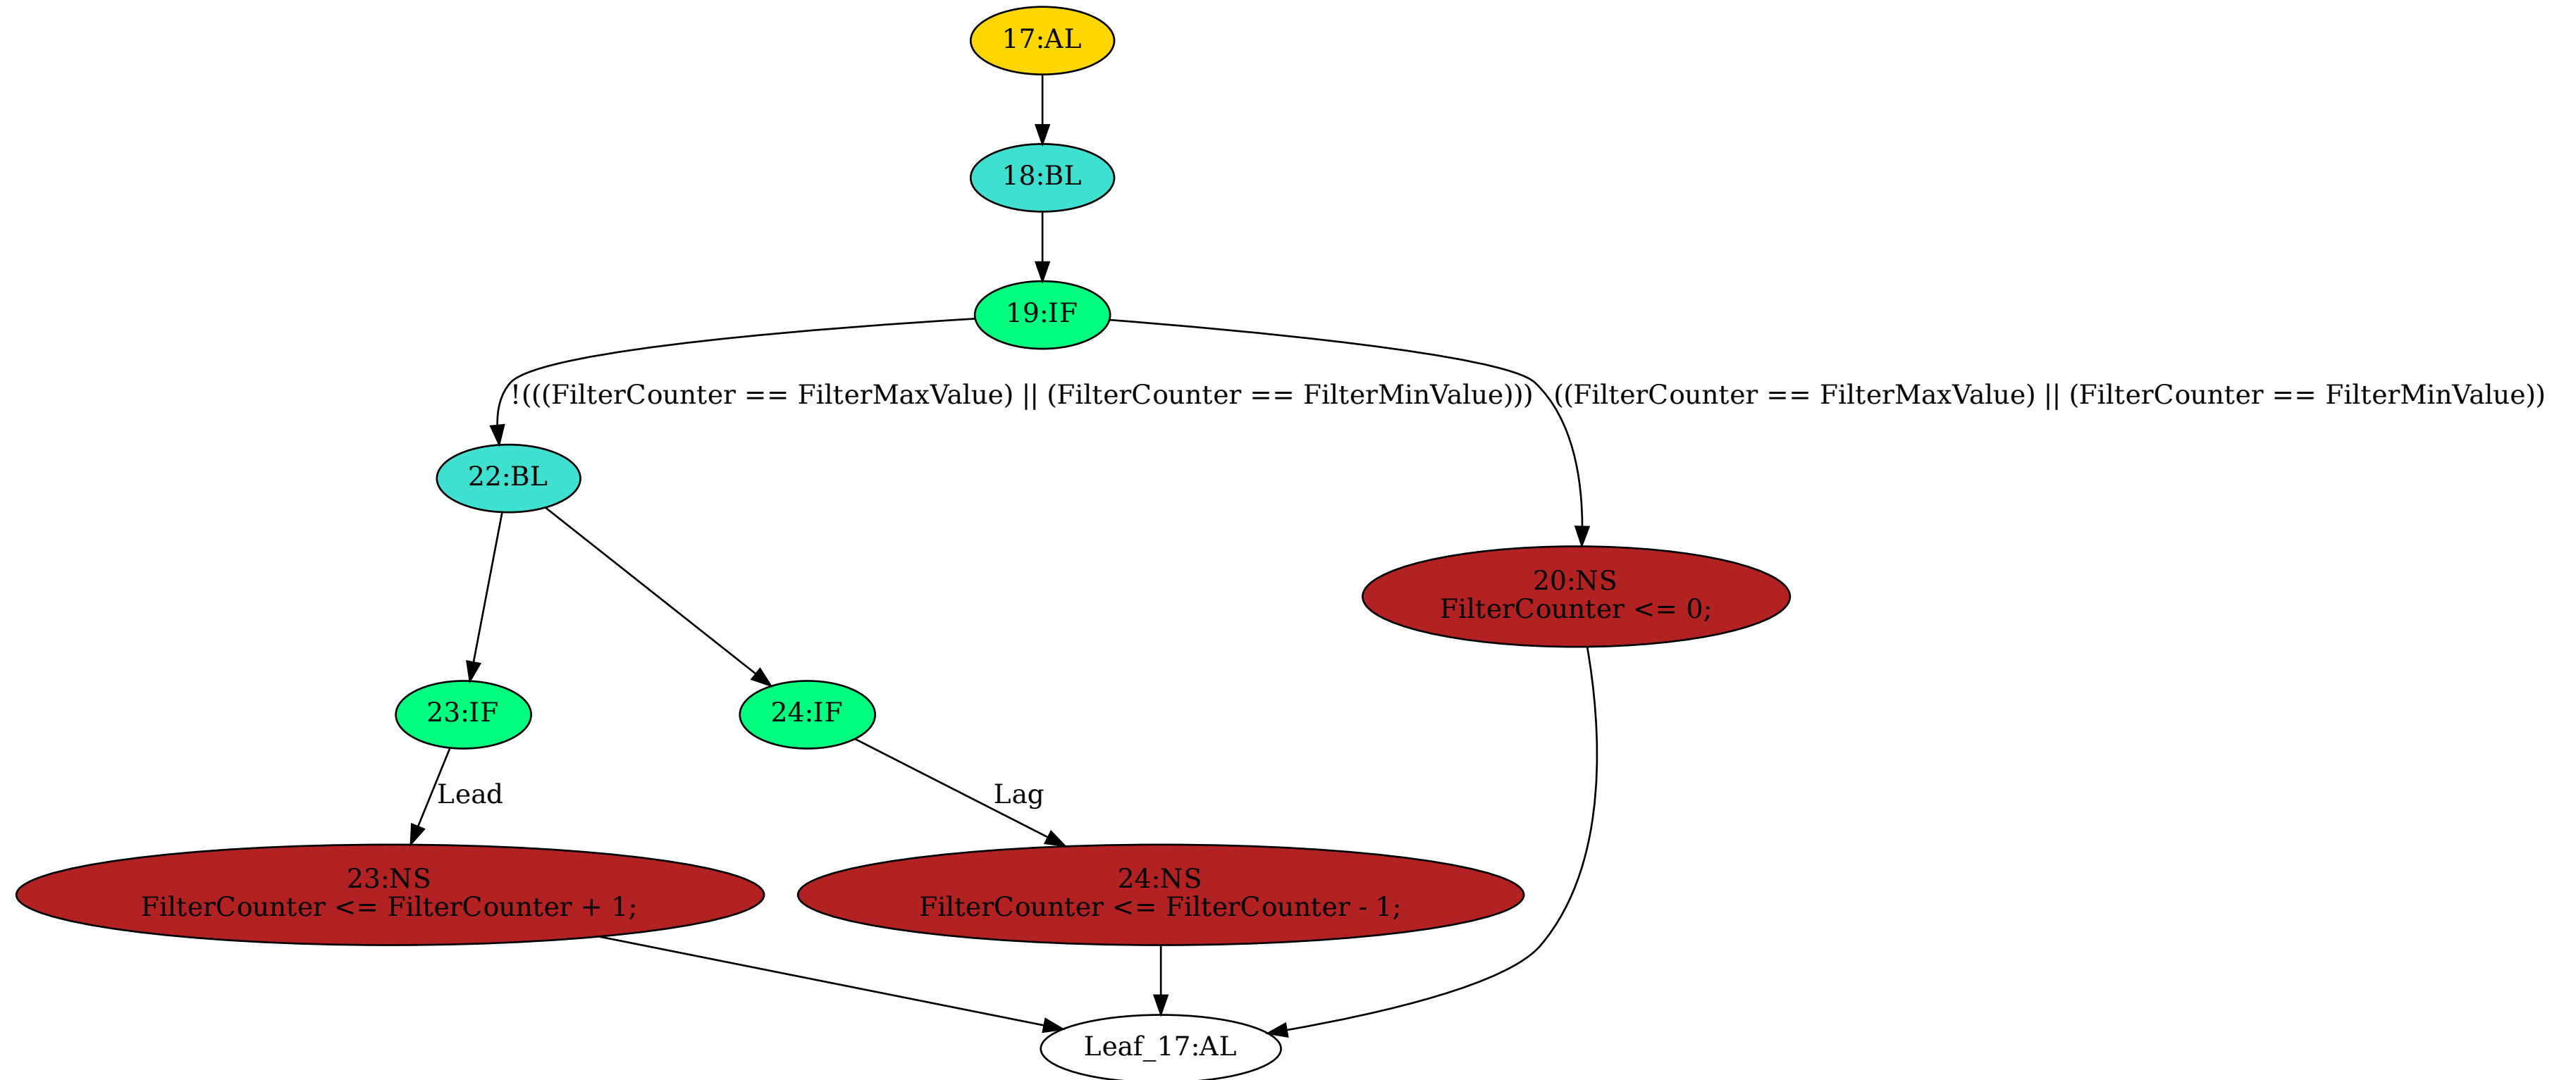 17:AL
18:BL
19:IF
!(((FilterCounter == FilterMaxValue) || (FilterCounter == FilterMinValue)))
((FilterCounter == FilterMaxValue) || (FilterCounter == FilterMinValue))
22:BL
20:NS
FilterCounter <= 0;
23:IF
24:IF
Lead
Lag
23:NS
FilterCounter <= FilterCounter + 1;
24:NS
FilterCounter <= FilterCounter - 1;
Leaf_17:AL